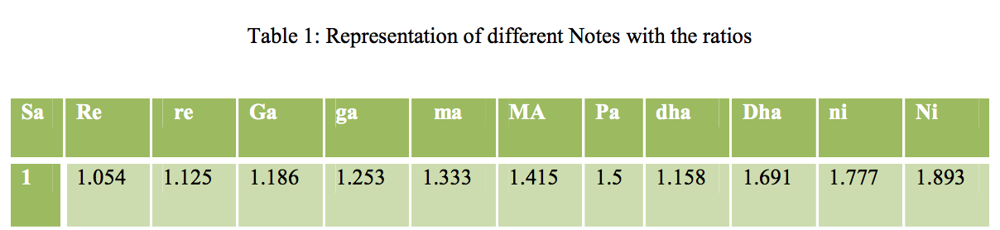 Table 1: Representation of different Notes with the ratios
Sa Re re Ga ga ma MA Pa dha Dha ni Ni
1 1.054 1.125 1.186 1.253 1.333 1.415 1.5 1.158 1.691 1.777 1.893